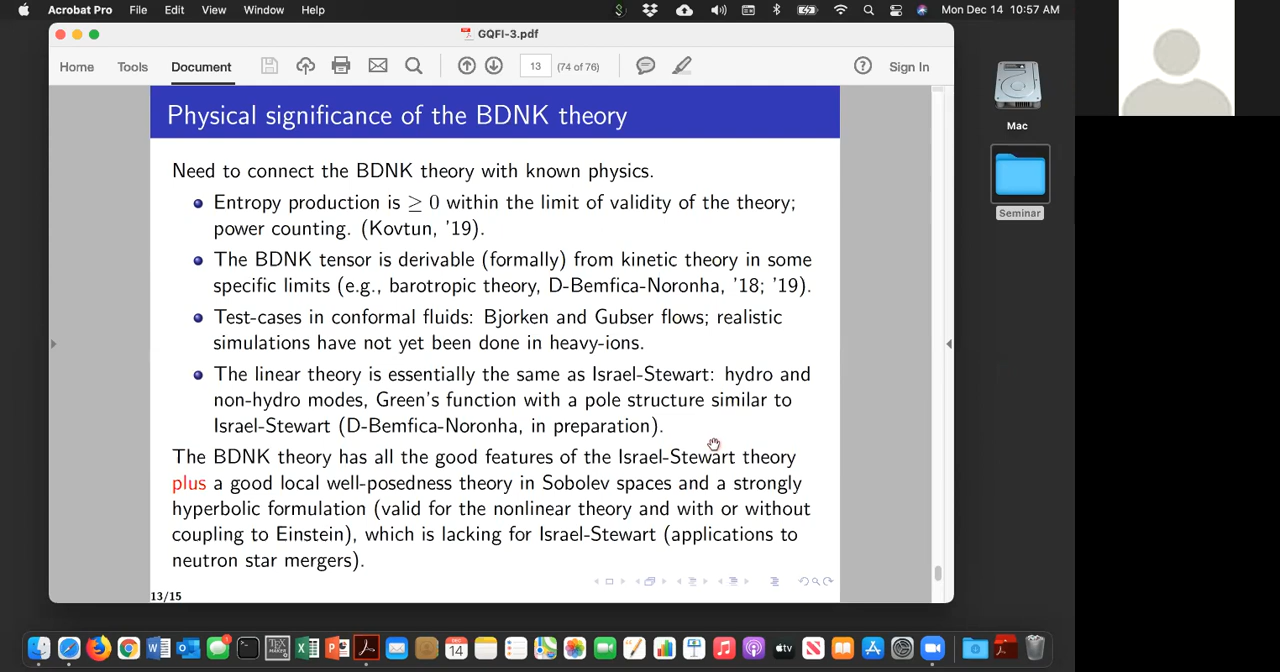 Acrobat Pro File Edit View Window Help Mon Dec 14 10:57 AM
GQFI-3.pdf
Home Tools Document 13 (74 of 76) Sign In
Physical significance of the BDNK theory
Need to connect the BDNK theory with known physics.
Entropy production is ≥ 0 within the limit of validity of the theory;
power counting. (Kovtun, '19).
The BDNK tensor is derivable (formally) from kinetic theory in some
specific limits (e.g., barotropic theory, D-Bemfica-Noronha, '18; '19).
Test-cases in conformal fluids: Bjorken and Gubser flows; realistic
simulations have not yet been done in heavy-ions.
The linear theory is essentially the same as Israel-Stewart: hydro and
non-hydro modes, Green's function with a pole structure similar to
Israel-Stewart (D-Bemfica-Noronha, in preparation).
The BDNK theory has all the good features of the Israel-Stewart theory
plus a good local well-posedness theory in Sobolev spaces and a strongly
hyperbolic formulation (valid for the nonlinear theory and with or without
coupling to Einstein), which is lacking for Israel-Stewart (applications to
neutron star mergers).
13/15
Mac
Seminar
DEC
14
tv